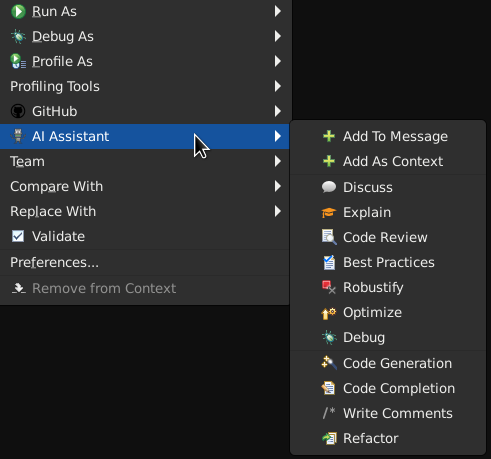 Run As
Debug As
Profile As
Profiling Tools
GitHub
AI Assistant
Team
Compare With
Replace With
Validate
Preferences...
Remove from Context
Add To Message
Add As Context
Discuss
Explain
Code Review
Best Practices
Robustify
Optimize
Debug
Code Generation
Code Completion
/* Write Comments
Refactor